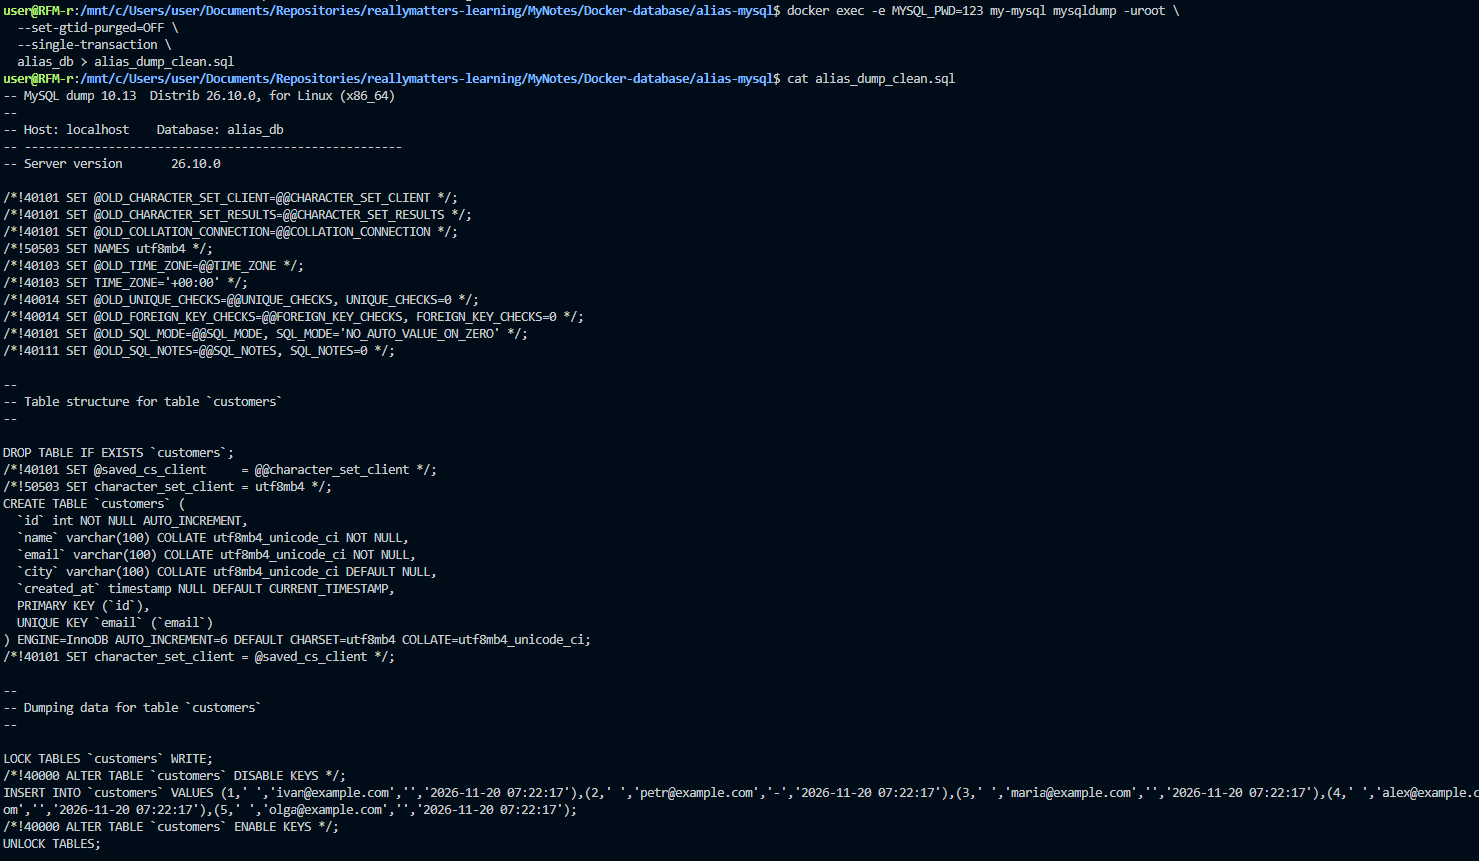 user@RFM-r:/mnt/c/Users/user/Documents/Repositories/reallymatters-learning/MyNotes/Docker-database/alias-mysql$ docker exec -e MYSQL_PWD=123 my-mysql mysqldump -uroot \
  --set-gtid-purged=OFF \
  --single-transaction \
  alias_db > alias_dump_clean.sql
user@RFM-r:/mnt/c/Users/user/Documents/Repositories/reallymatters-learning/MyNotes/Docker-database/alias-mysql$ cat alias_dump_clean.sql
-- MySQL dump 10.13  Distrib 26.10.0, for Linux (x86_64)
--
-- Host: localhost    Database: alias_db
-- ------------------------------------------------------
-- Server version       26.10.0

/*!40101 SET @OLD_CHARACTER_SET_CLIENT=@@CHARACTER_SET_CLIENT */;
/*!40101 SET @OLD_CHARACTER_SET_RESULTS=@@CHARACTER_SET_RESULTS */;
/*!40101 SET @OLD_COLLATION_CONNECTION=@@COLLATION_CONNECTION */;
/*!50503 SET NAMES utf8mb4 */;
/*!40103 SET @OLD_TIME_ZONE=@@TIME_ZONE */;
/*!40103 SET TIME_ZONE='+00:00' */;
/*!40014 SET @OLD_UNIQUE_CHECKS=@@UNIQUE_CHECKS, UNIQUE_CHECKS=0 */;
/*!40014 SET @OLD_FOREIGN_KEY_CHECKS=@@FOREIGN_KEY_CHECKS, FOREIGN_KEY_CHECKS=0 */;
/*!40101 SET @OLD_SQL_MODE=@@SQL_MODE, SQL_MODE='NO_AUTO_VALUE_ON_ZERO' */;
/*!40111 SET @OLD_SQL_NOTES=@@SQL_NOTES, SQL_NOTES=0 */;

--
-- Table structure for table `customers`
--

DROP TABLE IF EXISTS `customers`;
/*!40101 SET @saved_cs_client     = @@character_set_client */;
/*!50503 SET character_set_client = utf8mb4 */;
CREATE TABLE `customers` (
  `id` int NOT NULL AUTO_INCREMENT,
  `name` varchar(100) COLLATE utf8mb4_unicode_ci NOT NULL,
  `email` varchar(100) COLLATE utf8mb4_unicode_ci NOT NULL,
  `city` varchar(100) COLLATE utf8mb4_unicode_ci DEFAULT NULL,
  `created_at` timestamp NULL DEFAULT CURRENT_TIMESTAMP,
  PRIMARY KEY (`id`),
  UNIQUE KEY `email` (`email`)
) ENGINE=InnoDB AUTO_INCREMENT=6 DEFAULT CHARSET=utf8mb4 COLLATE=utf8mb4_unicode_ci;
/*!40101 SET character_set_client = @saved_cs_client */;

--
-- Dumping data for table `customers`
--

LOCK TABLES `customers` WRITE;
/*!40000 ALTER TABLE `customers` DISABLE KEYS */;
INSERT INTO `customers` VALUES (1,' ','ivan@example.com','','2026-11-20 07:22:17'),(2,' ','petr@example.com','-','2026-11-20 07:22:17'),(3,' ','maria@example.com','','2026-11-20 07:22:17'),(4,' ','alex@example.c
om','','2026-11-20 07:22:17'),(5,' ','olga@example.com','','2026-11-20 07:22:17');
/*!40000 ALTER TABLE `customers` ENABLE KEYS */;
UNLOCK TABLES;